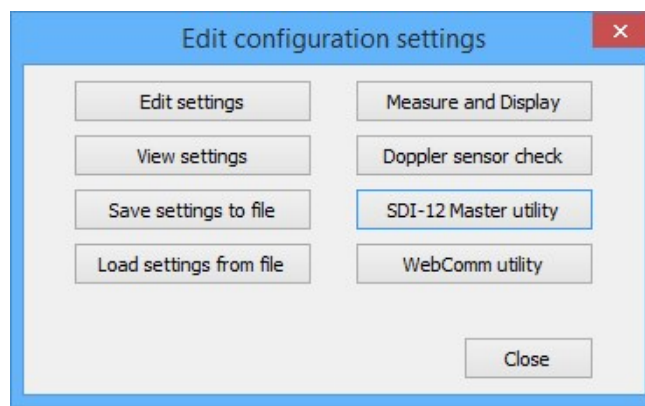 Edit configuration settings
Edit settings
Measure and Display
View settings
Doppler sensor check
Save settings to file
SDI-12 Master utility
Load settings from file
WebComm utility
Close